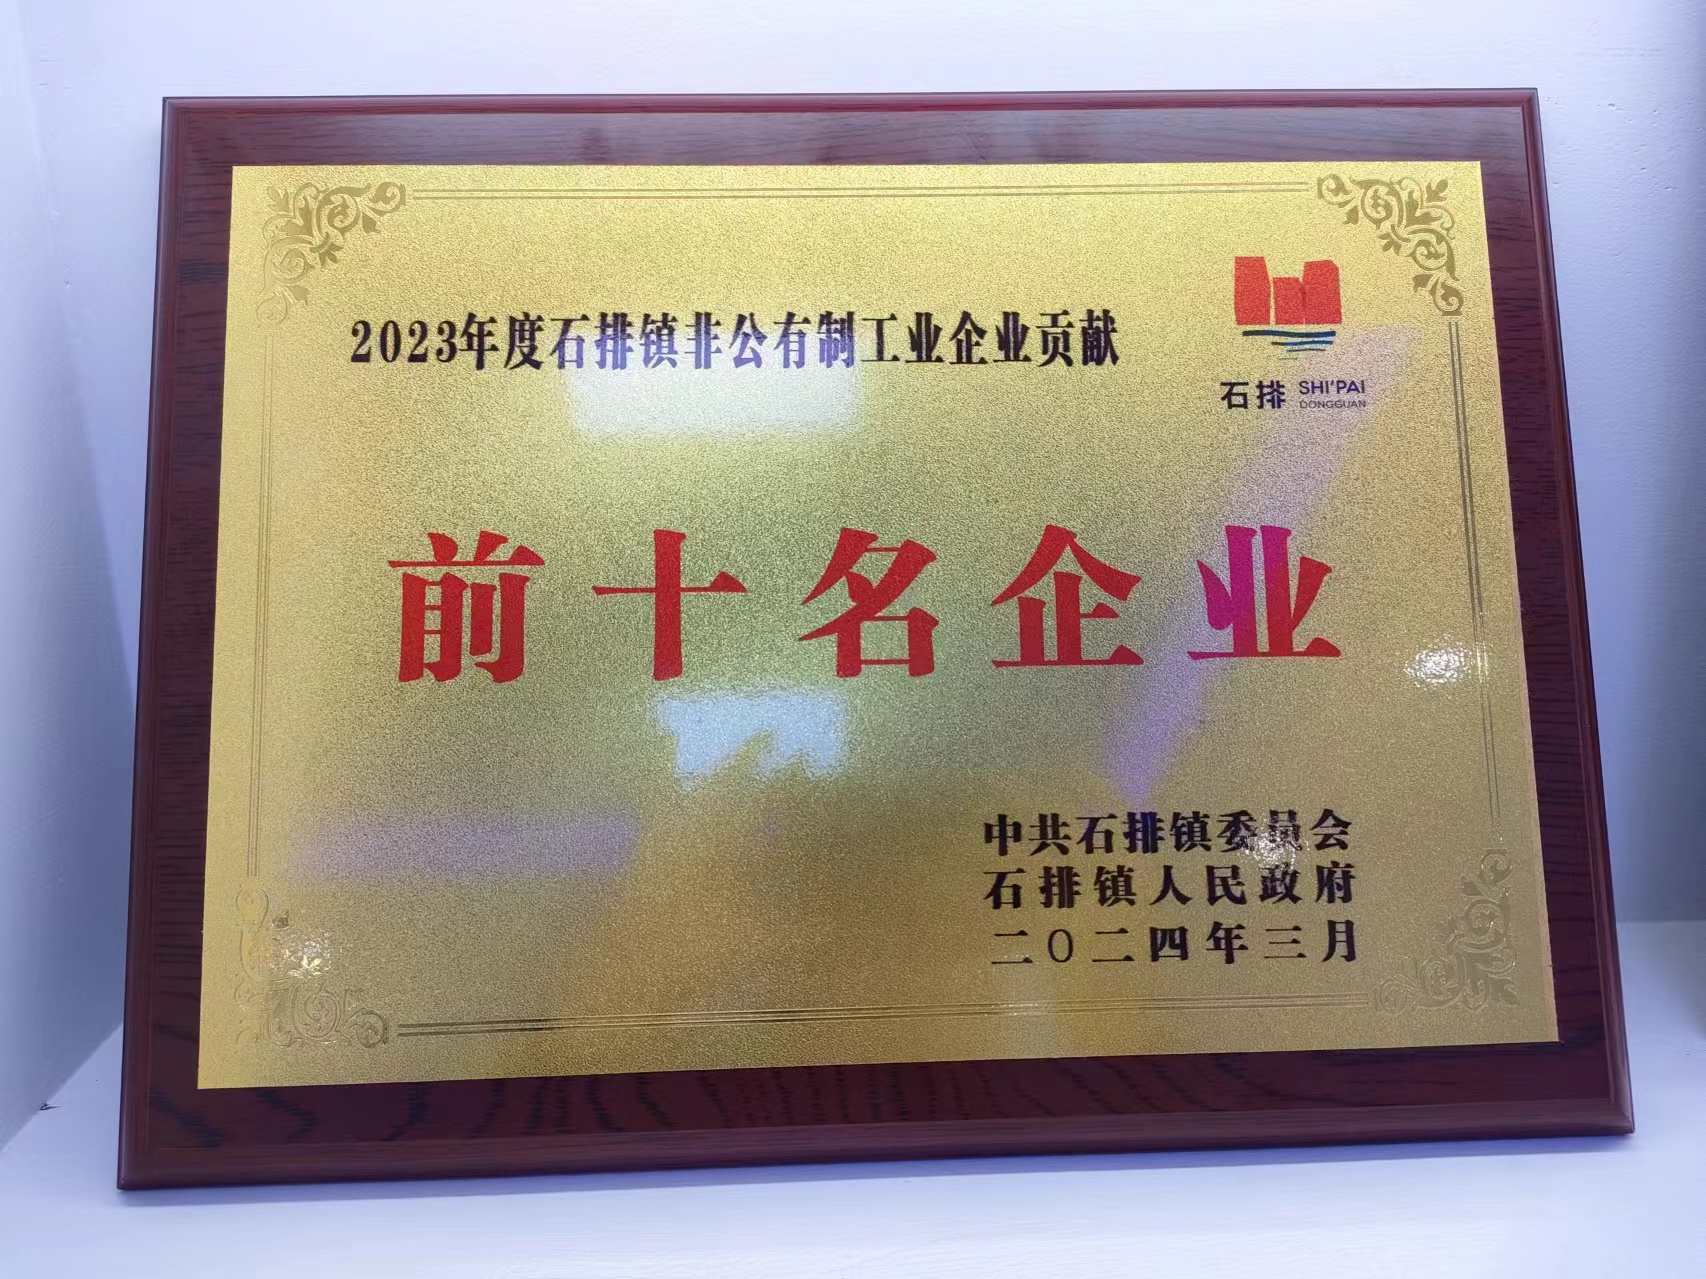 2023年度石排镇非公有制工业企业贡献
石排 SHI'PAI
DONGGUAN
前十名企业
中共石排镇委员会
石排镇人民政府
二〇二四年三月